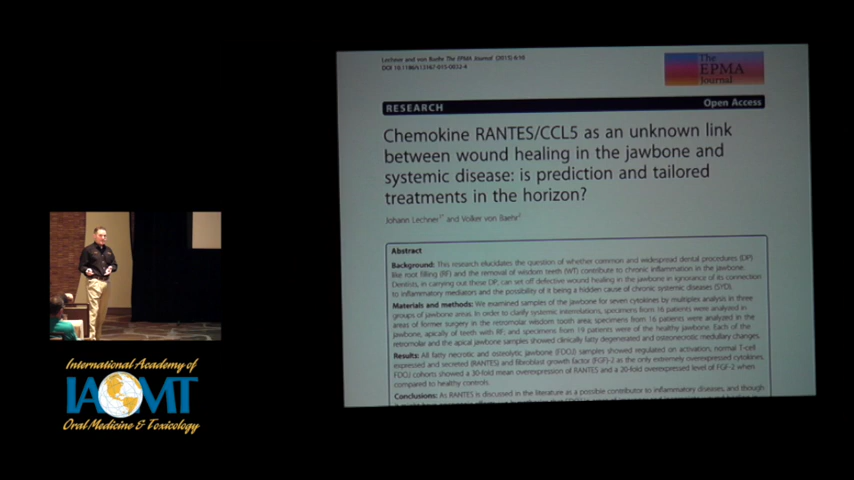 Lechner and von Baehr The EPMA Journal (2015) 6:10
DOI 10.1186/s13167-015-0032-4
The
EPMA
Journal
RESEARCH
Open Access
Chemokine RANTES/CCL5 as an unknown link
between wound healing in the jawbone and
systemic disease: is prediction and tailored
treatments in the horizon?
Johann Lechner and Volker von Baehr
Abstract
Background: This research elucidates the question of whether common and widespread dental procedures (DP)
like root filling (RF) and the removal of wisdom teeth (WT) contribute to chronic inflammation in the jawbone.
Dentists, in carrying out these DP, can set off defective wound healing in the jawbone in ignorance of its connection
to inflammatory mediators and the possibility of it being a hidden cause of chronic systemic diseases (SYD).
Materials and methods: We examined samples of the jawbone for seven cytokines by multiplex analysis in three
groups of jawbone areas. In order to clarify systemic interrelations, specimens from 16 patients were analyzed in
areas of former surgery in the retromolar wisdom tooth area; specimens from 16 patients were analyzed in the
jawbone, apically of teeth with RF; and specimens from 19 patients were of the healthy jawbone. Each of the
retromolar and the apical jawbone samples showed clinically fatty degenerated and osteonecrotic medullary changes.
Results: All fatty necrotic and osteolytic jawbone (FDOJ) samples showed regulated on activation, normal T-cell
expressed and secreted (RANTES) and fibroblast growth factor (FGF)-2 as the only extremely overexpressed cytokines.
FDOJ cohorts showed a 30-fold mean overexpression of RANTES and a 20-fold overexpressed level of FGF-2 when
compared to healthy controls.
Conclusions: As RANTES is discussed in the literature as a possible contributor to inflammatory diseases, and though
International Academy of
IAOMT
Oral Medicine & Toxicology